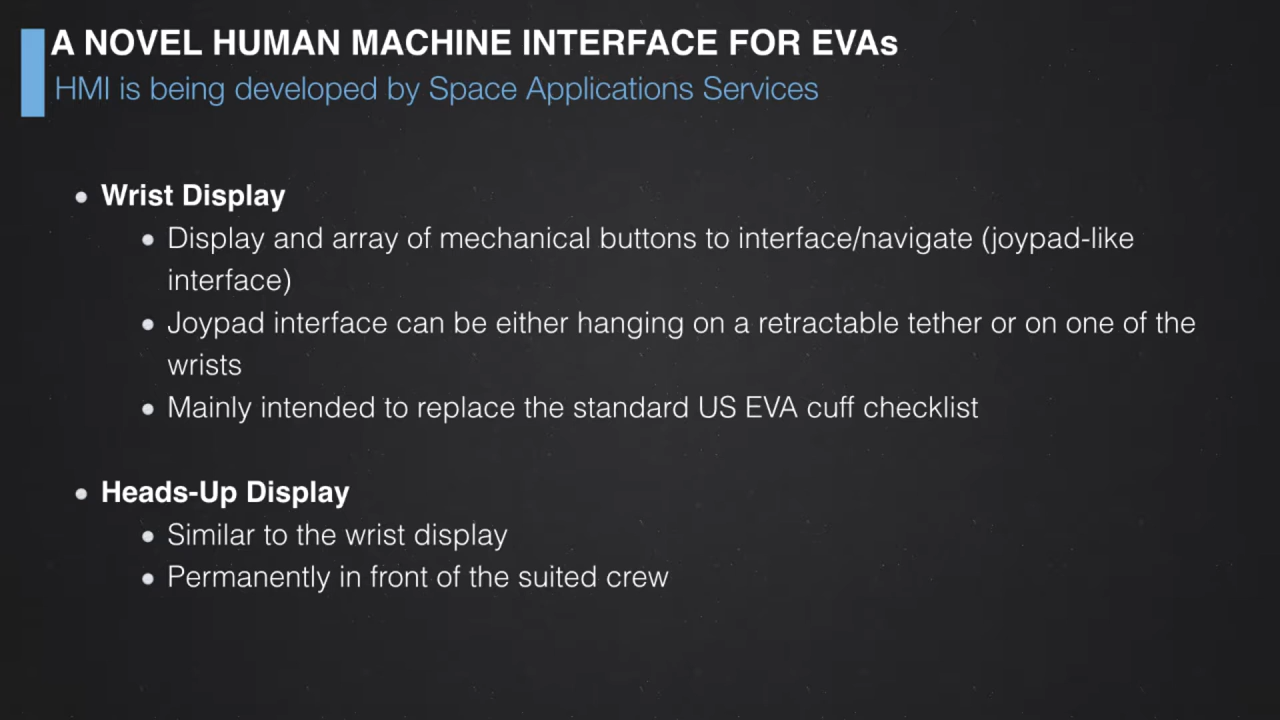 A NOVEL HUMAN MACHINE INTERFACE FOR EVAs
HMI is being developed by Space Applications Services
• Wrist Display
• Display and array of mechanical buttons to interface/navigate (joypad-like
interface)
• Joypad interface can be either hanging on a retractable tether or on one of the
wrists
• Mainly intended to replace the standard US EVA cuff checklist
• Heads-Up Display
• Similar to the wrist display
• Permanently in front of the suited crew